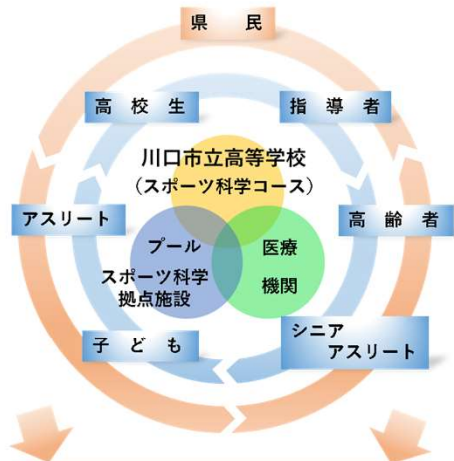 県　民
高　校　生
指　導　者
川口市立高等学校
（スポーツ科学コース）
アスリート
高　齢　者
プール
医療
スポーツ科学
拠点施設
機関
子　ど　も
シニア
アスリート